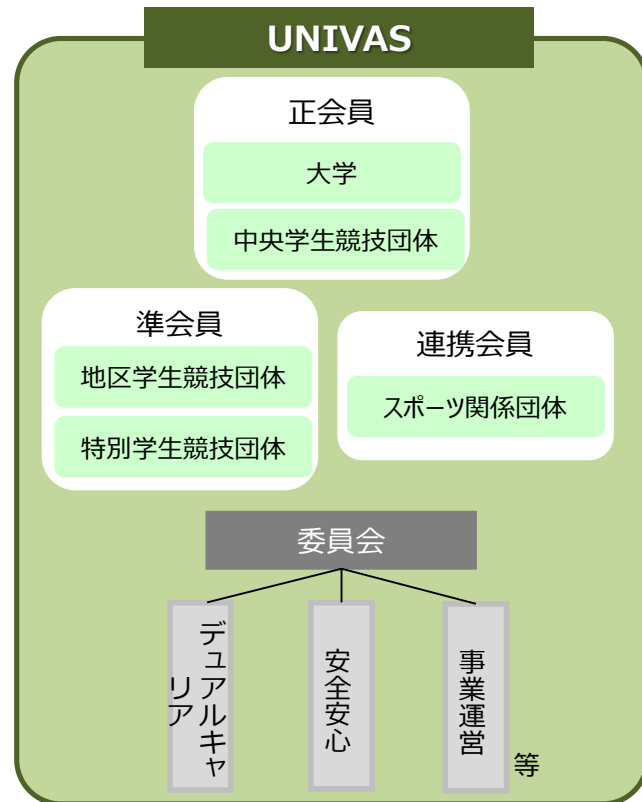 UNIVAS
正会員
大学
中央学生競技団体
準会員
地区学生競技団体
特別学生競技団体
連携会員
スポーツ関係団体
委員会
デュアルキャ
リア
安全安心
事業運営
等